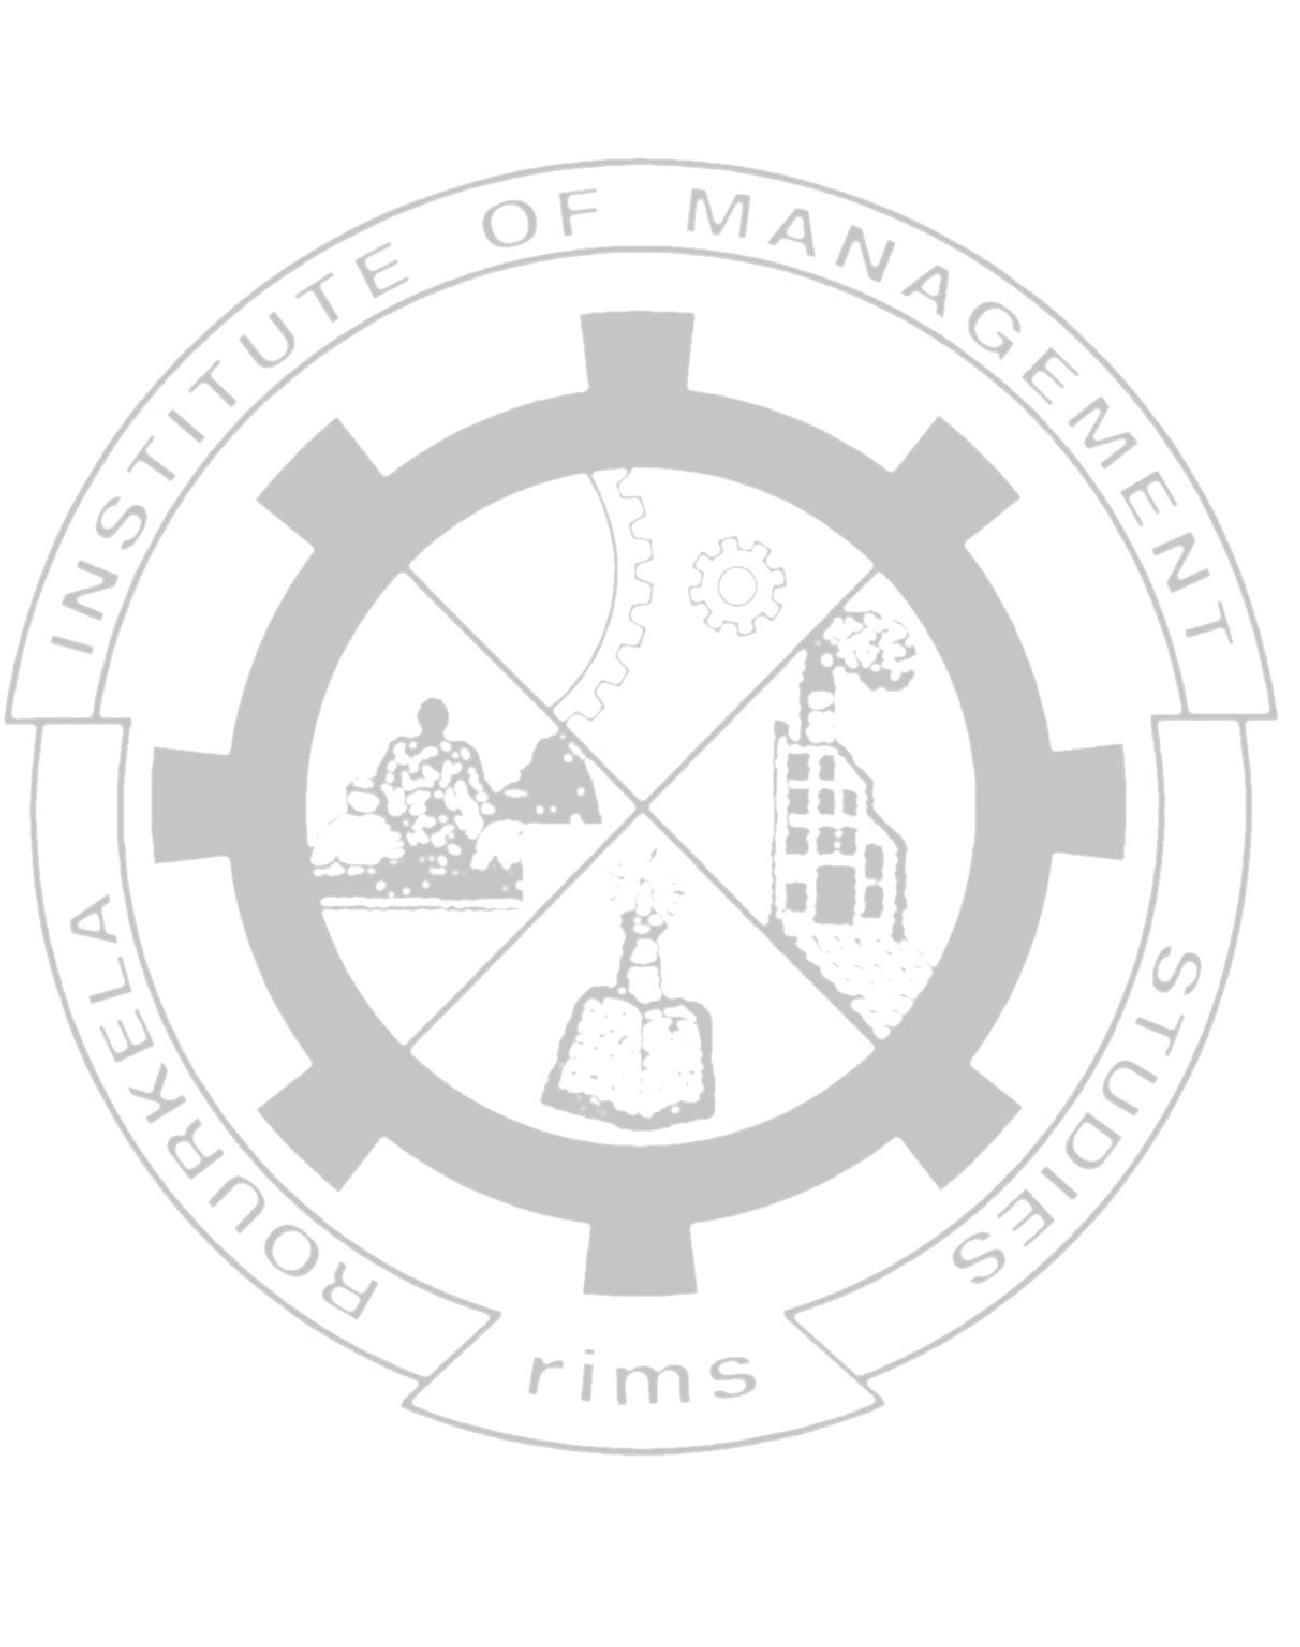 ROURKELA
INSTITUTE OF MANAGEMENT
STUDIES
rims